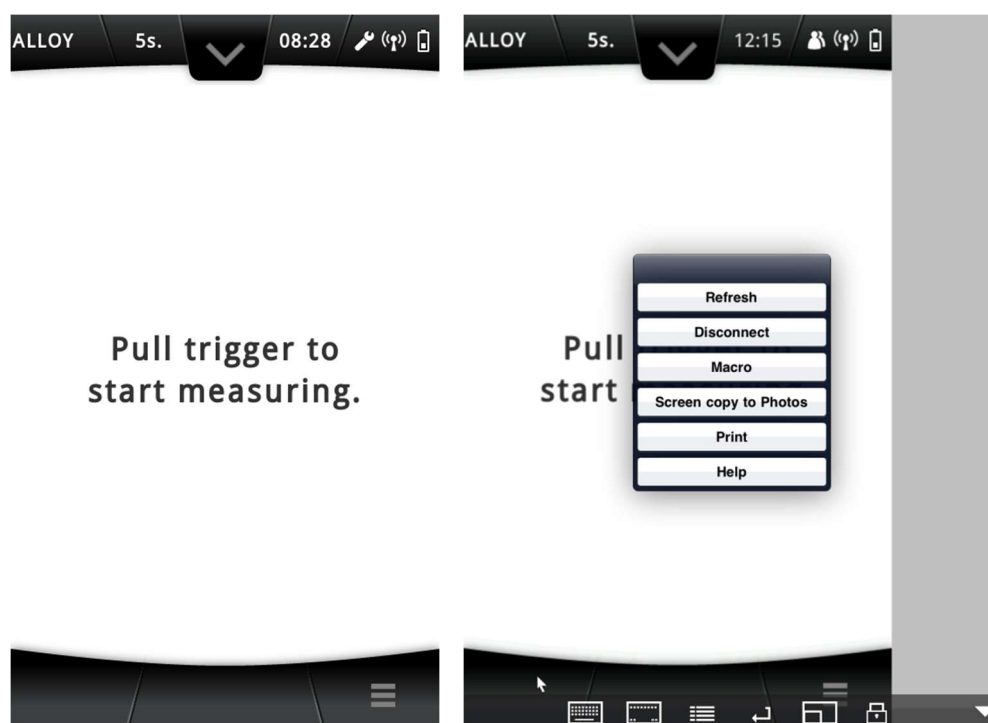 ALLOY 5s. 08:28
Pull trigger to
start measuring.
ALLOY 5s. 12:15
Pull
start
Refresh
Disconnect
Macro
Screen copy to Photos
Print
Help